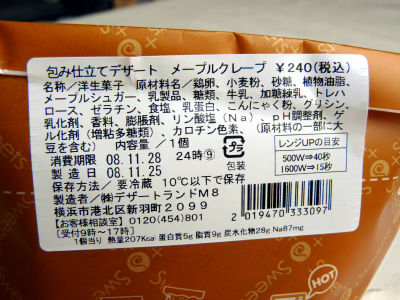 包み仕立てデザート　メープルクレープ　￥240(税込)
名称／洋生菓子　原材料名／鶏卵、小麦粉、砂糖、植物油脂、
メープルシュガー、乳製品、糖類、牛乳、加糖練乳、トレハ
ロース、ゼラチン、食塩、乳蛋白、こんにゃく粉、グリシン、
乳化剤、香料、膨脹剤、リン酸塩(Na)、pH調整剤、ゲ
ル化剤(増粘多糖類)、カロチン色素、(原材料の一部に大
豆を含む)　内容量／1個
消費期限　08.11.28　24時⑨
製造日　08.11.25
保存方法／要冷蔵　10℃以下で保存
製造者／㈱デザートランドM8
横浜市港北区新羽町2099
お客様相談室　0120(454)801
[受付9時～17時]
1個当り　熱量207Kcal 蛋白質5g 脂質9g 炭水化物28g Na87mg
プラ
包装
レンジUPの目安
500W→40秒
1600W→15秒
2 019470 333097
Sweets+
HOT